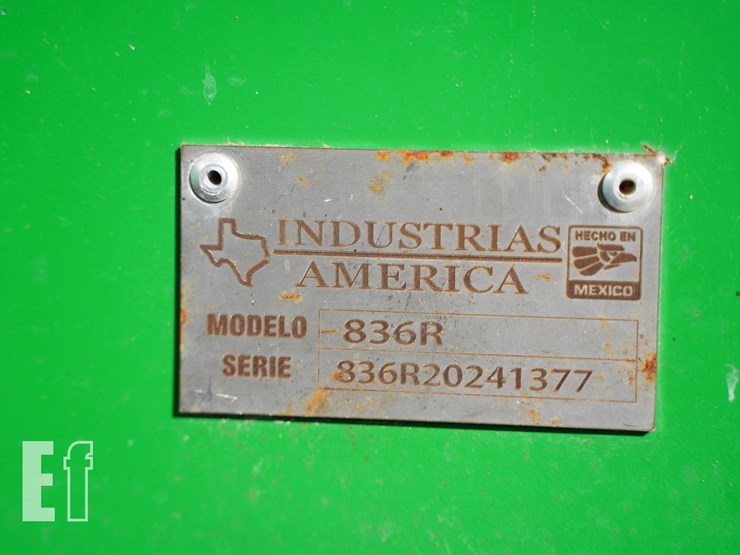 INDUSTRIAS
AMERICA
HECHO EN
MEXICO
MODELO 836R
SERIE 836R20241377
Ef